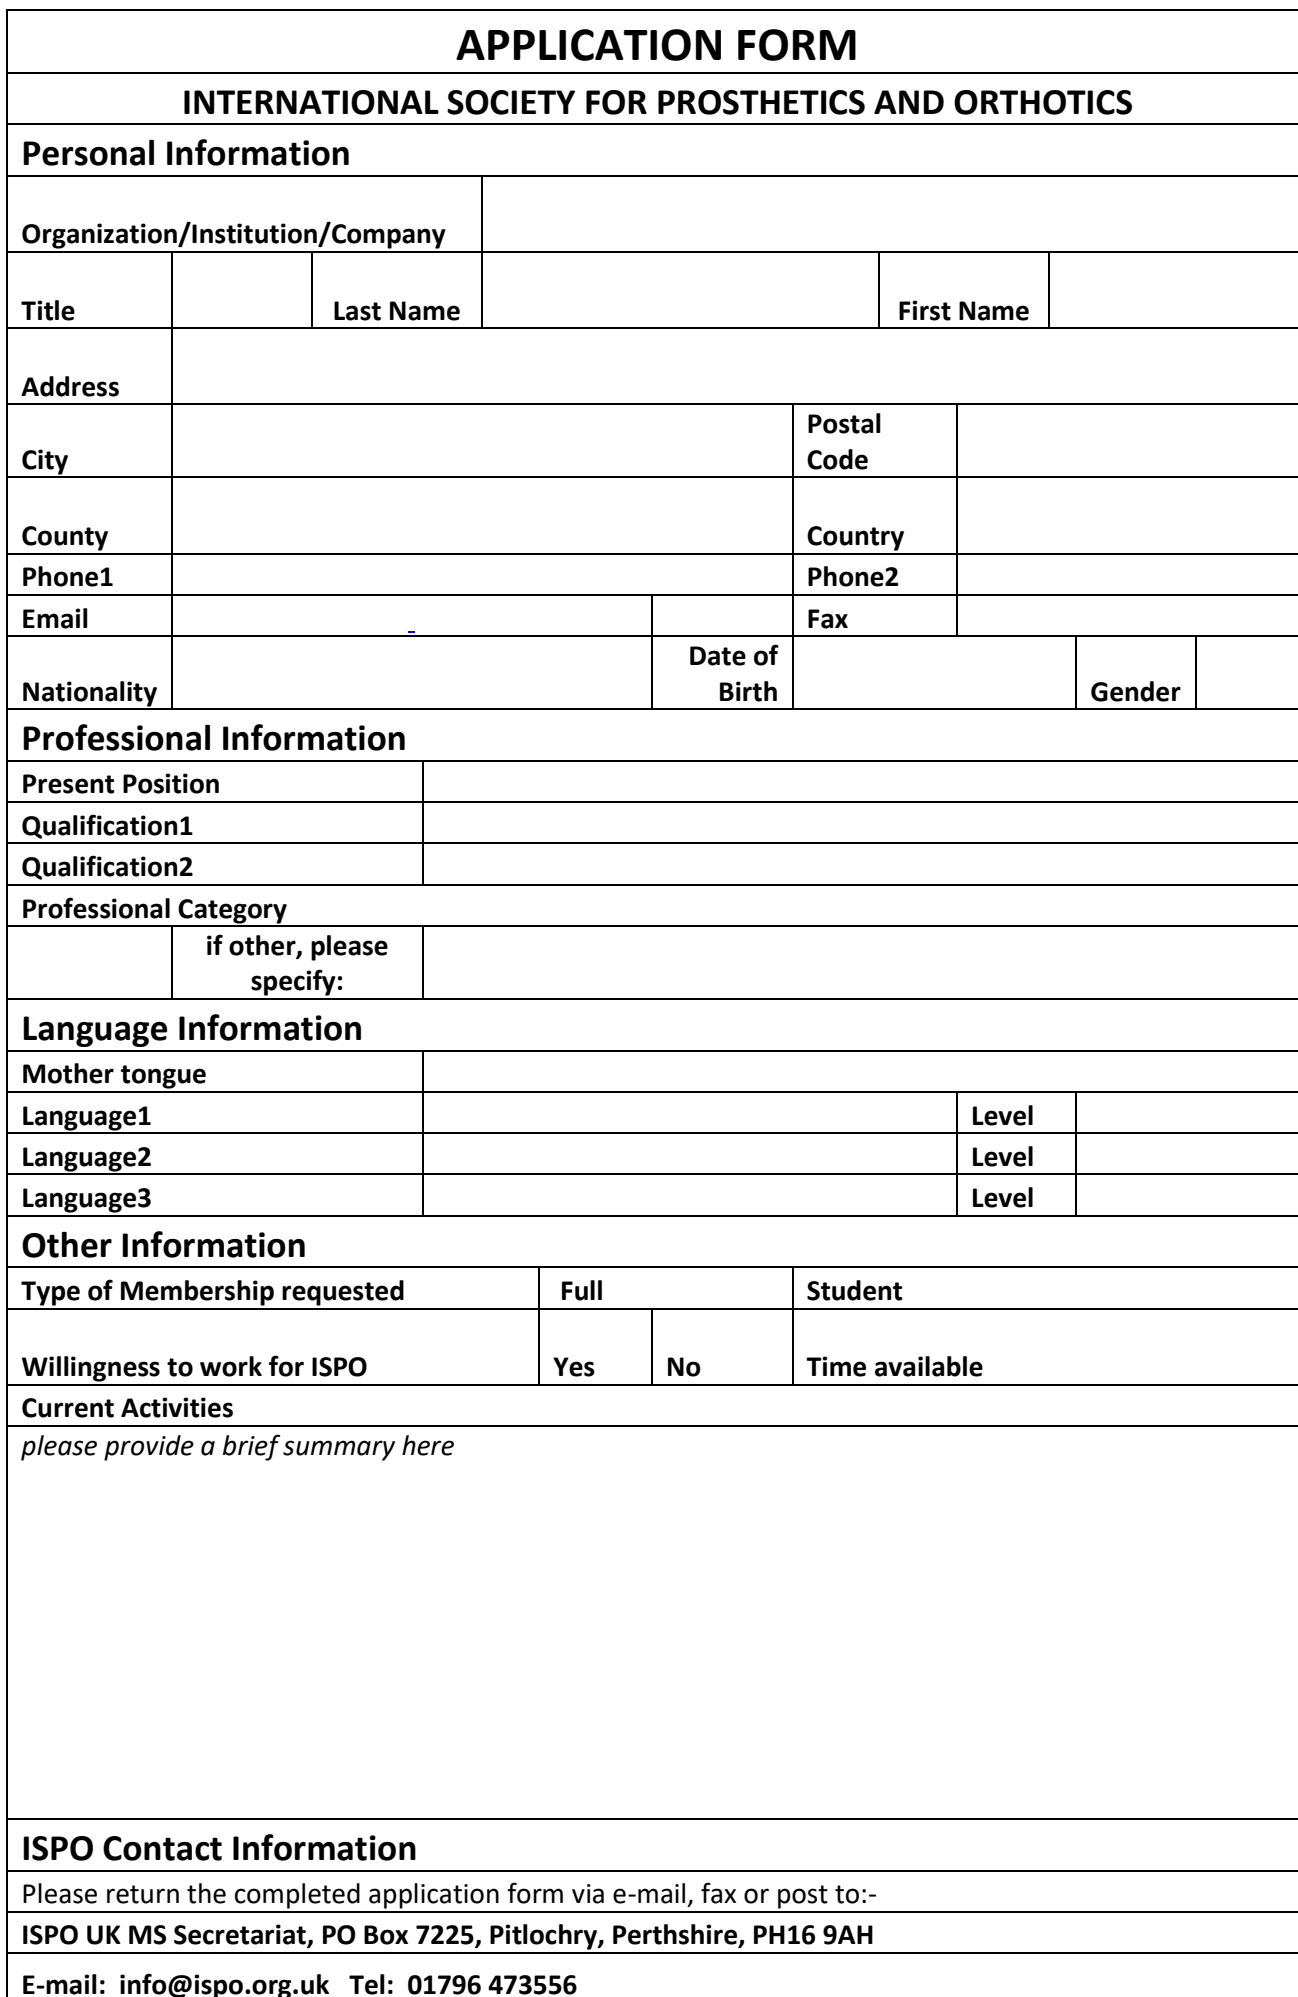 APPLICATION FORM
INTERNATIONAL SOCIETY FOR PROSTHETICS AND ORTHOTICS
Personal Information
Organization/Institution/Company
Title Last Name First Name
Address
City Postal Code
County Country
Phone1 Phone2
Email Fax
Nationality Date of Birth Gender
Professional Information
Present Position
Qualification1
Qualification2
Professional Category
if other, please
specify:
Language Information
Mother tongue
Language1 Level
Language2 Level
Language3 Level
Other Information
Type of Membership requested Full Student
Willingness to work for ISPO Yes No Time available
Current Activities
please provide a brief summary here
ISPO Contact Information
Please return the completed application form via e-mail, fax or post to:-
ISPO UK MS Secretariat, PO Box 7225, Pitlochry, Perthshire, PH16 9AH
E-mail: info@ispo.org.uk Tel: 01796 473556